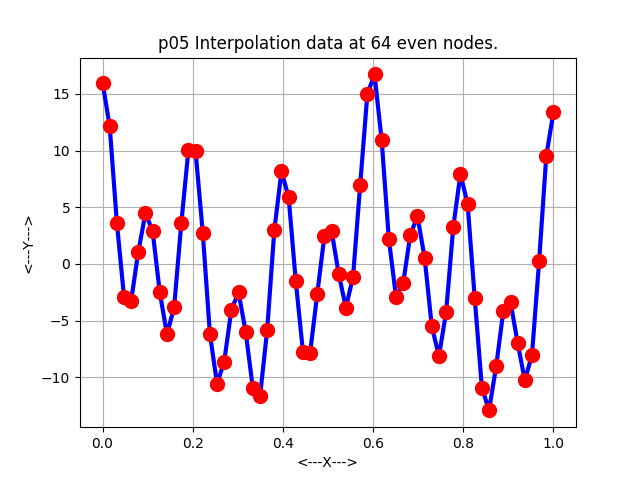 p05 Interpolation data at 64 even nodes.
<---Y--->
15
10
5
0
−5
−10
0.0 0.2 0.4 0.6 0.8 1.0
<---X--->